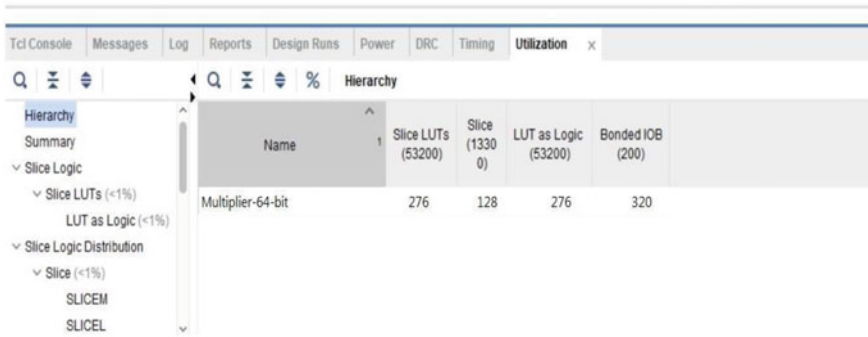 Tcl Console Messages Log Reports Design Runs Power DRC Timing Utilization ×
% Hierarchy
Hierarchy
Summary
Slice Logic
Slice LUTs (<1%)
LUT as Logic (<1%)
Slice Logic Distribution
Slice (<1%)
SLICEM
SLICEL
Name 1
Slice LUTs
(53200)
Slice
(1330
0)
LUT as Logic
(53200)
Bonded IOB
(200)
Multiplier-64-bit 276 128 276 320